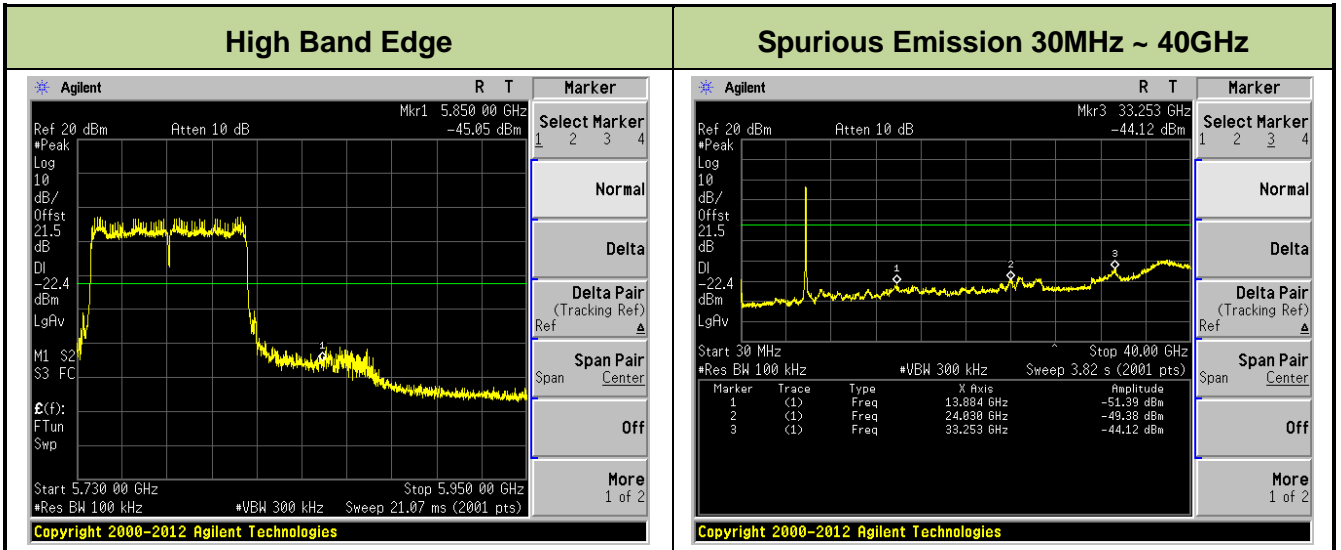 High Band Edge
Spurious Emission 30MHz ~ 40GHz
Agilent R T
Mkr1 5.850 00 GHz
Ref 20 dBm Atten 10 dB -45.05 dBm
#Peak
Log
10
dB/
Offst
21.5
dB
DI
-22.4
dBm
LgAv
M1 S2
S3 FC
£(f):
FTun
Swp
1
Start 5.730 00 GHz Stop 5.950 00 GHz
#Res BW 100 kHz #VBW 300 kHz Sweep 21.07 ms (2001 pts)
Copyright 2000-2012 Agilent Technologies
Marker
Select Marker
1 2 3 4
Normal
Delta
Delta Pair
(Tracking Ref)
Ref Δ
Span Pair
Span Center
Off
More
1 of 2
Agilent R T
Mkr3 33.253 GHz
Ref 20 dBm Atten 10 dB -44.12 dBm
#Peak
Log
10
dB/
Offst
21.5
dB
DI
-22.4
dBm
LgAv
1
2
3
Start 30 MHz Stop 40.00 GHz
#Res BW 100 kHz #VBW 300 kHz Sweep 3.82 s (2001 pts)
Marker Trace Type X Axis Amplitude
1 (1) Freq 13.884 GHz -51.39 dBm
2 (1) Freq 24.030 GHz -49.38 dBm
3 (1) Freq 33.253 GHz -44.12 dBm
Copyright 2000-2012 Agilent Technologies
Marker
Select Marker
1 2 3 4
Normal
Delta
Delta Pair
(Tracking Ref)
Ref Δ
Span Pair
Span Center
Off
More
1 of 2